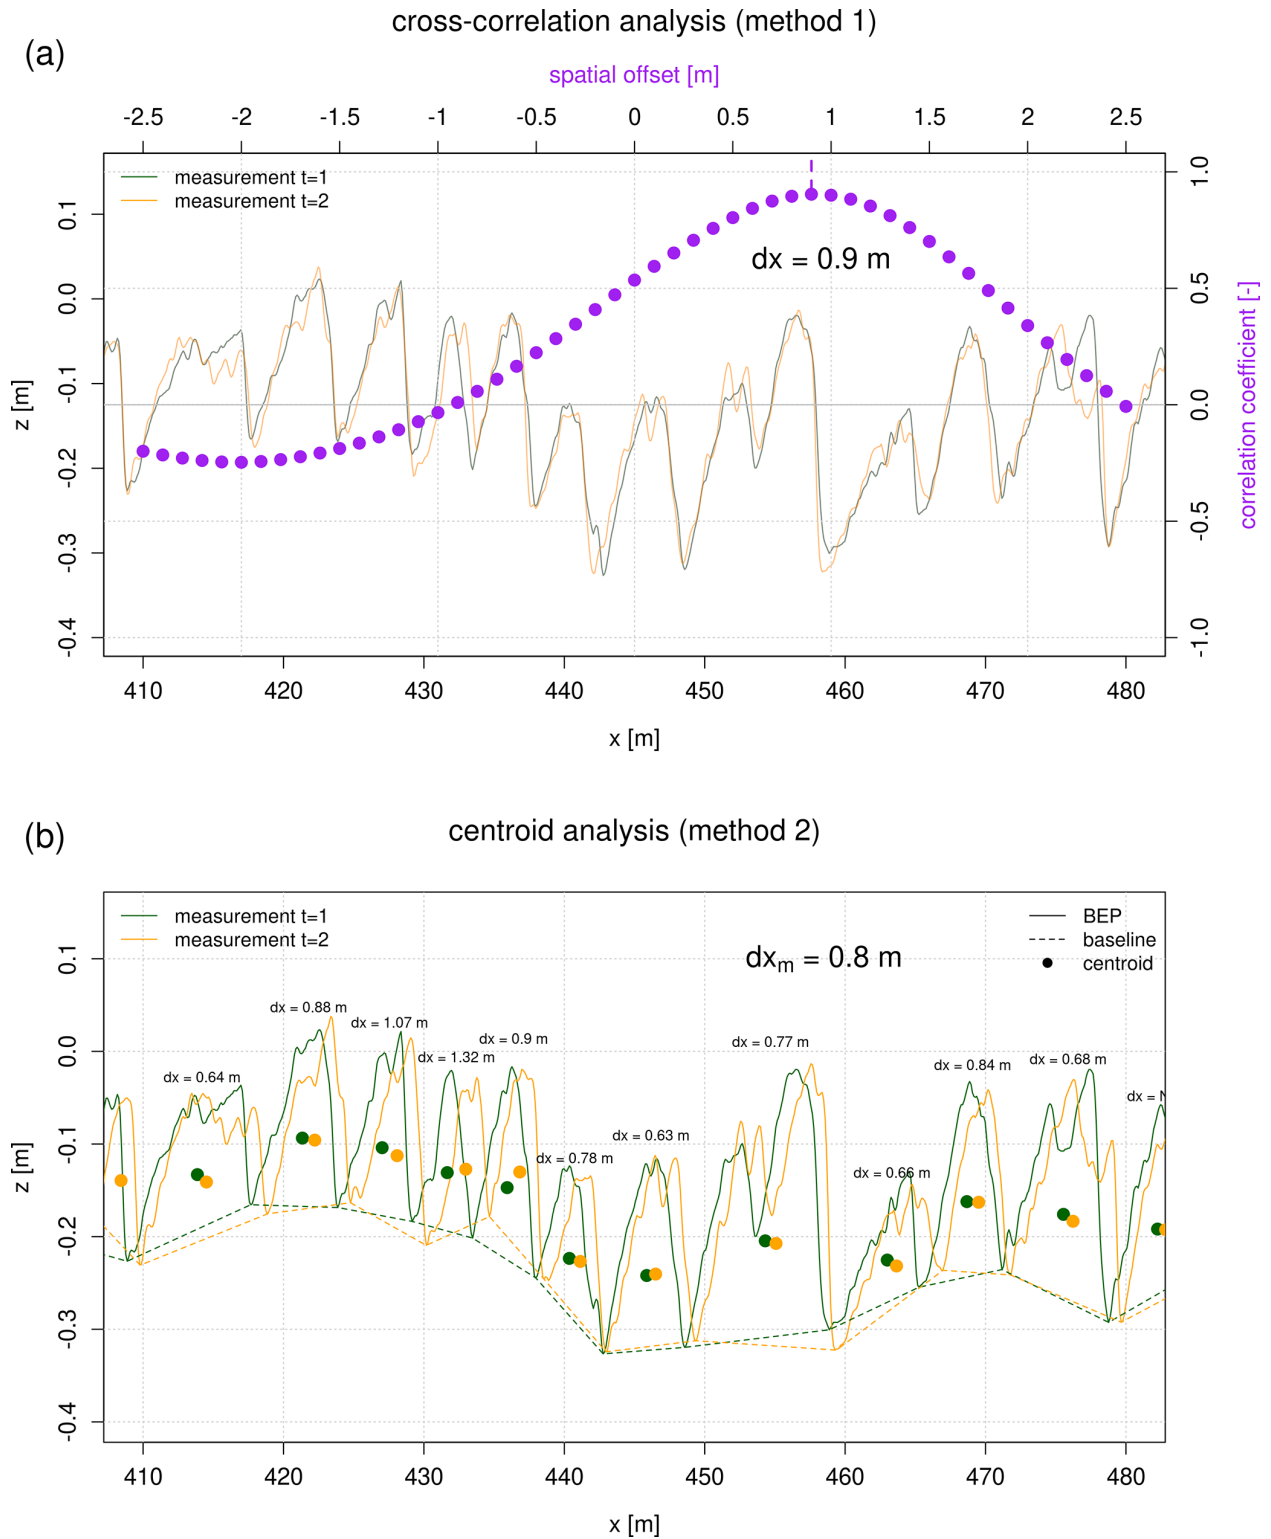 cross-correlation analysis (method 1)
(a)
spatial offset [m]
-2.5 -2 -1.5 -1 -0.5 0 0.5 1 1.5 2 2.5
measurement t=1
measurement t=2
dx = 0.9 m
z [m]
0.1
0.0
-0.1
-0.2
-0.3
-0.4
correlation coefficient [-]
1.0
0.5
0.0
-0.5
-1.0
410 420 430 440 450 460 470 480
x [m]
(b)
centroid analysis (method 2)
measurement t=1
measurement t=2
BEP
baseline
centroid
dxm = 0.8 m
dx = 0.64 m
dx = 0.88 m
dx = 1.07 m
dx = 1.32 m
dx = 0.9 m
dx = 0.78 m
dx = 0.63 m
dx = 0.77 m
dx = 0.66 m
dx = 0.84 m
dx = 0.68 m
dx =
z [m]
0.1
0.0
-0.1
-0.2
-0.3
-0.4
410 420 430 440 450 460 470 480
x [m]